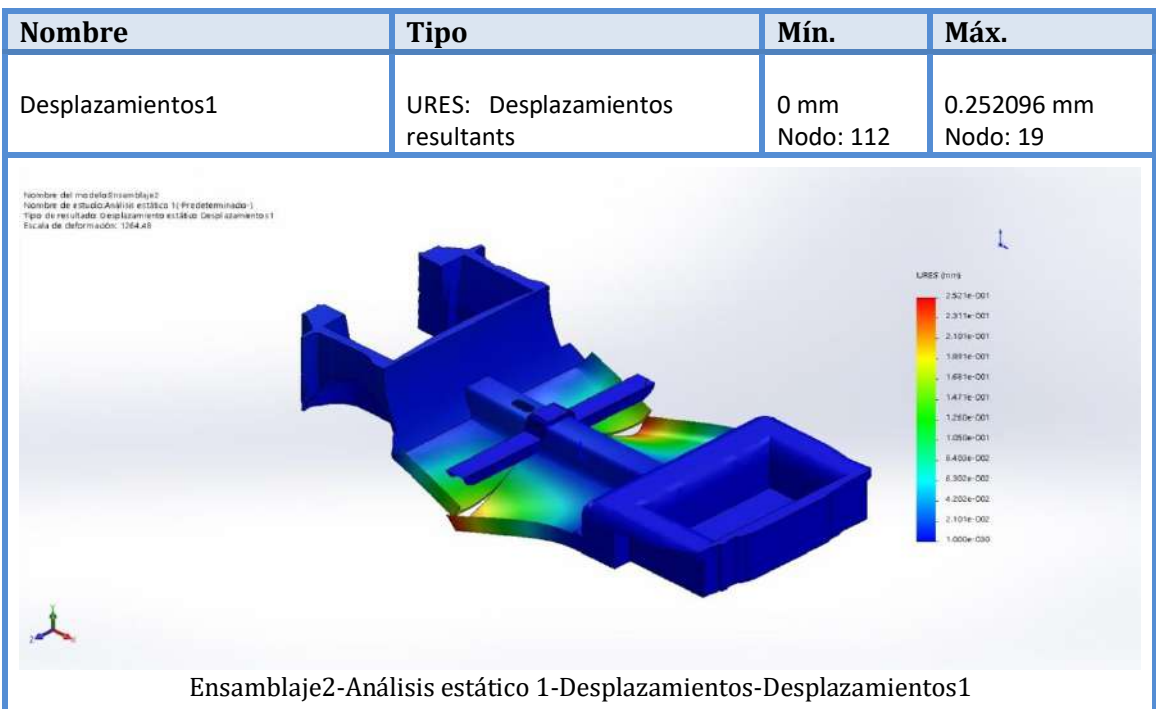 Nombre Tipo Mín. Máx.
Desplazamientos1 URES: Desplazamientos 0 mm 0.252096 mm
resultants Nodo: 112 Nodo: 19
Nombre del modelo:Ensamblaje2
Nombre de estudio:Análisis estático 1(-Predeterminado-)
Tipo de resultado: Desplazamiento estático Desplazamientos1
Escala de deformación: 1264.48
URES (mm)
2.521e-001
2.311e-001
2.101e-001
1.891e-001
1.681e-001
1.471e-001
1.260e-001
1.050e-001
8.403e-002
6.302e-002
4.202e-002
2.101e-002
1.000e-030
Y
Z X
Ensamblaje2-Análisis estático 1-Desplazamientos-Desplazamientos1